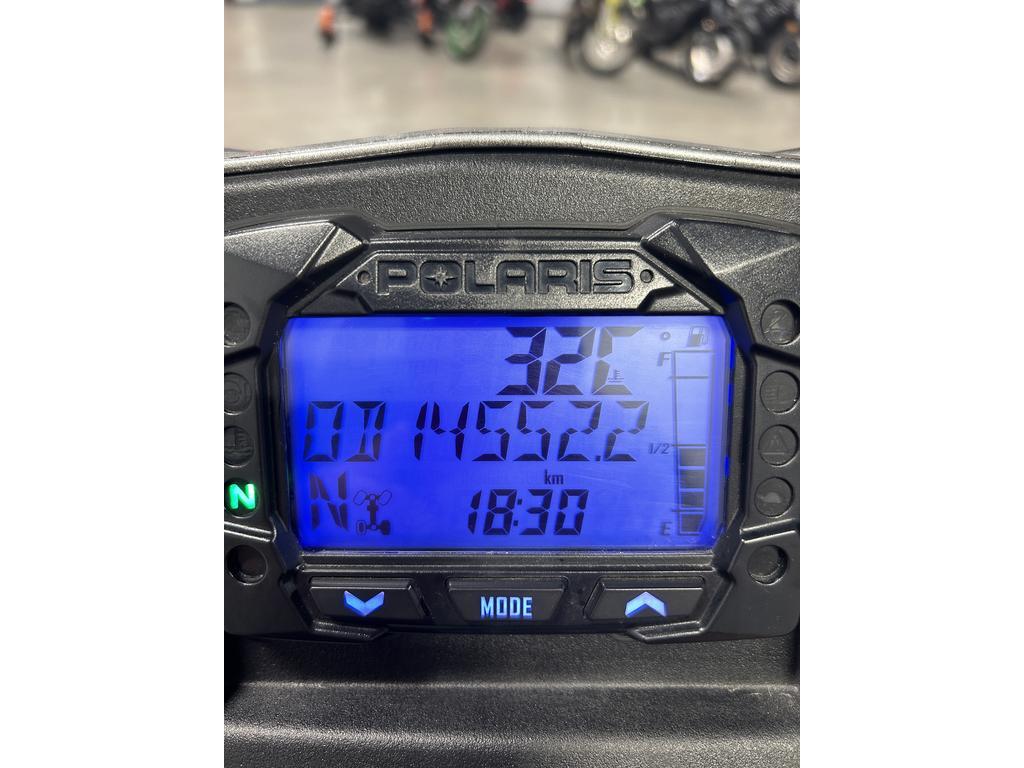 POLARIS
32C
°
F
OD 14552.2
1/2
km
N
18:30
E
N
MODE